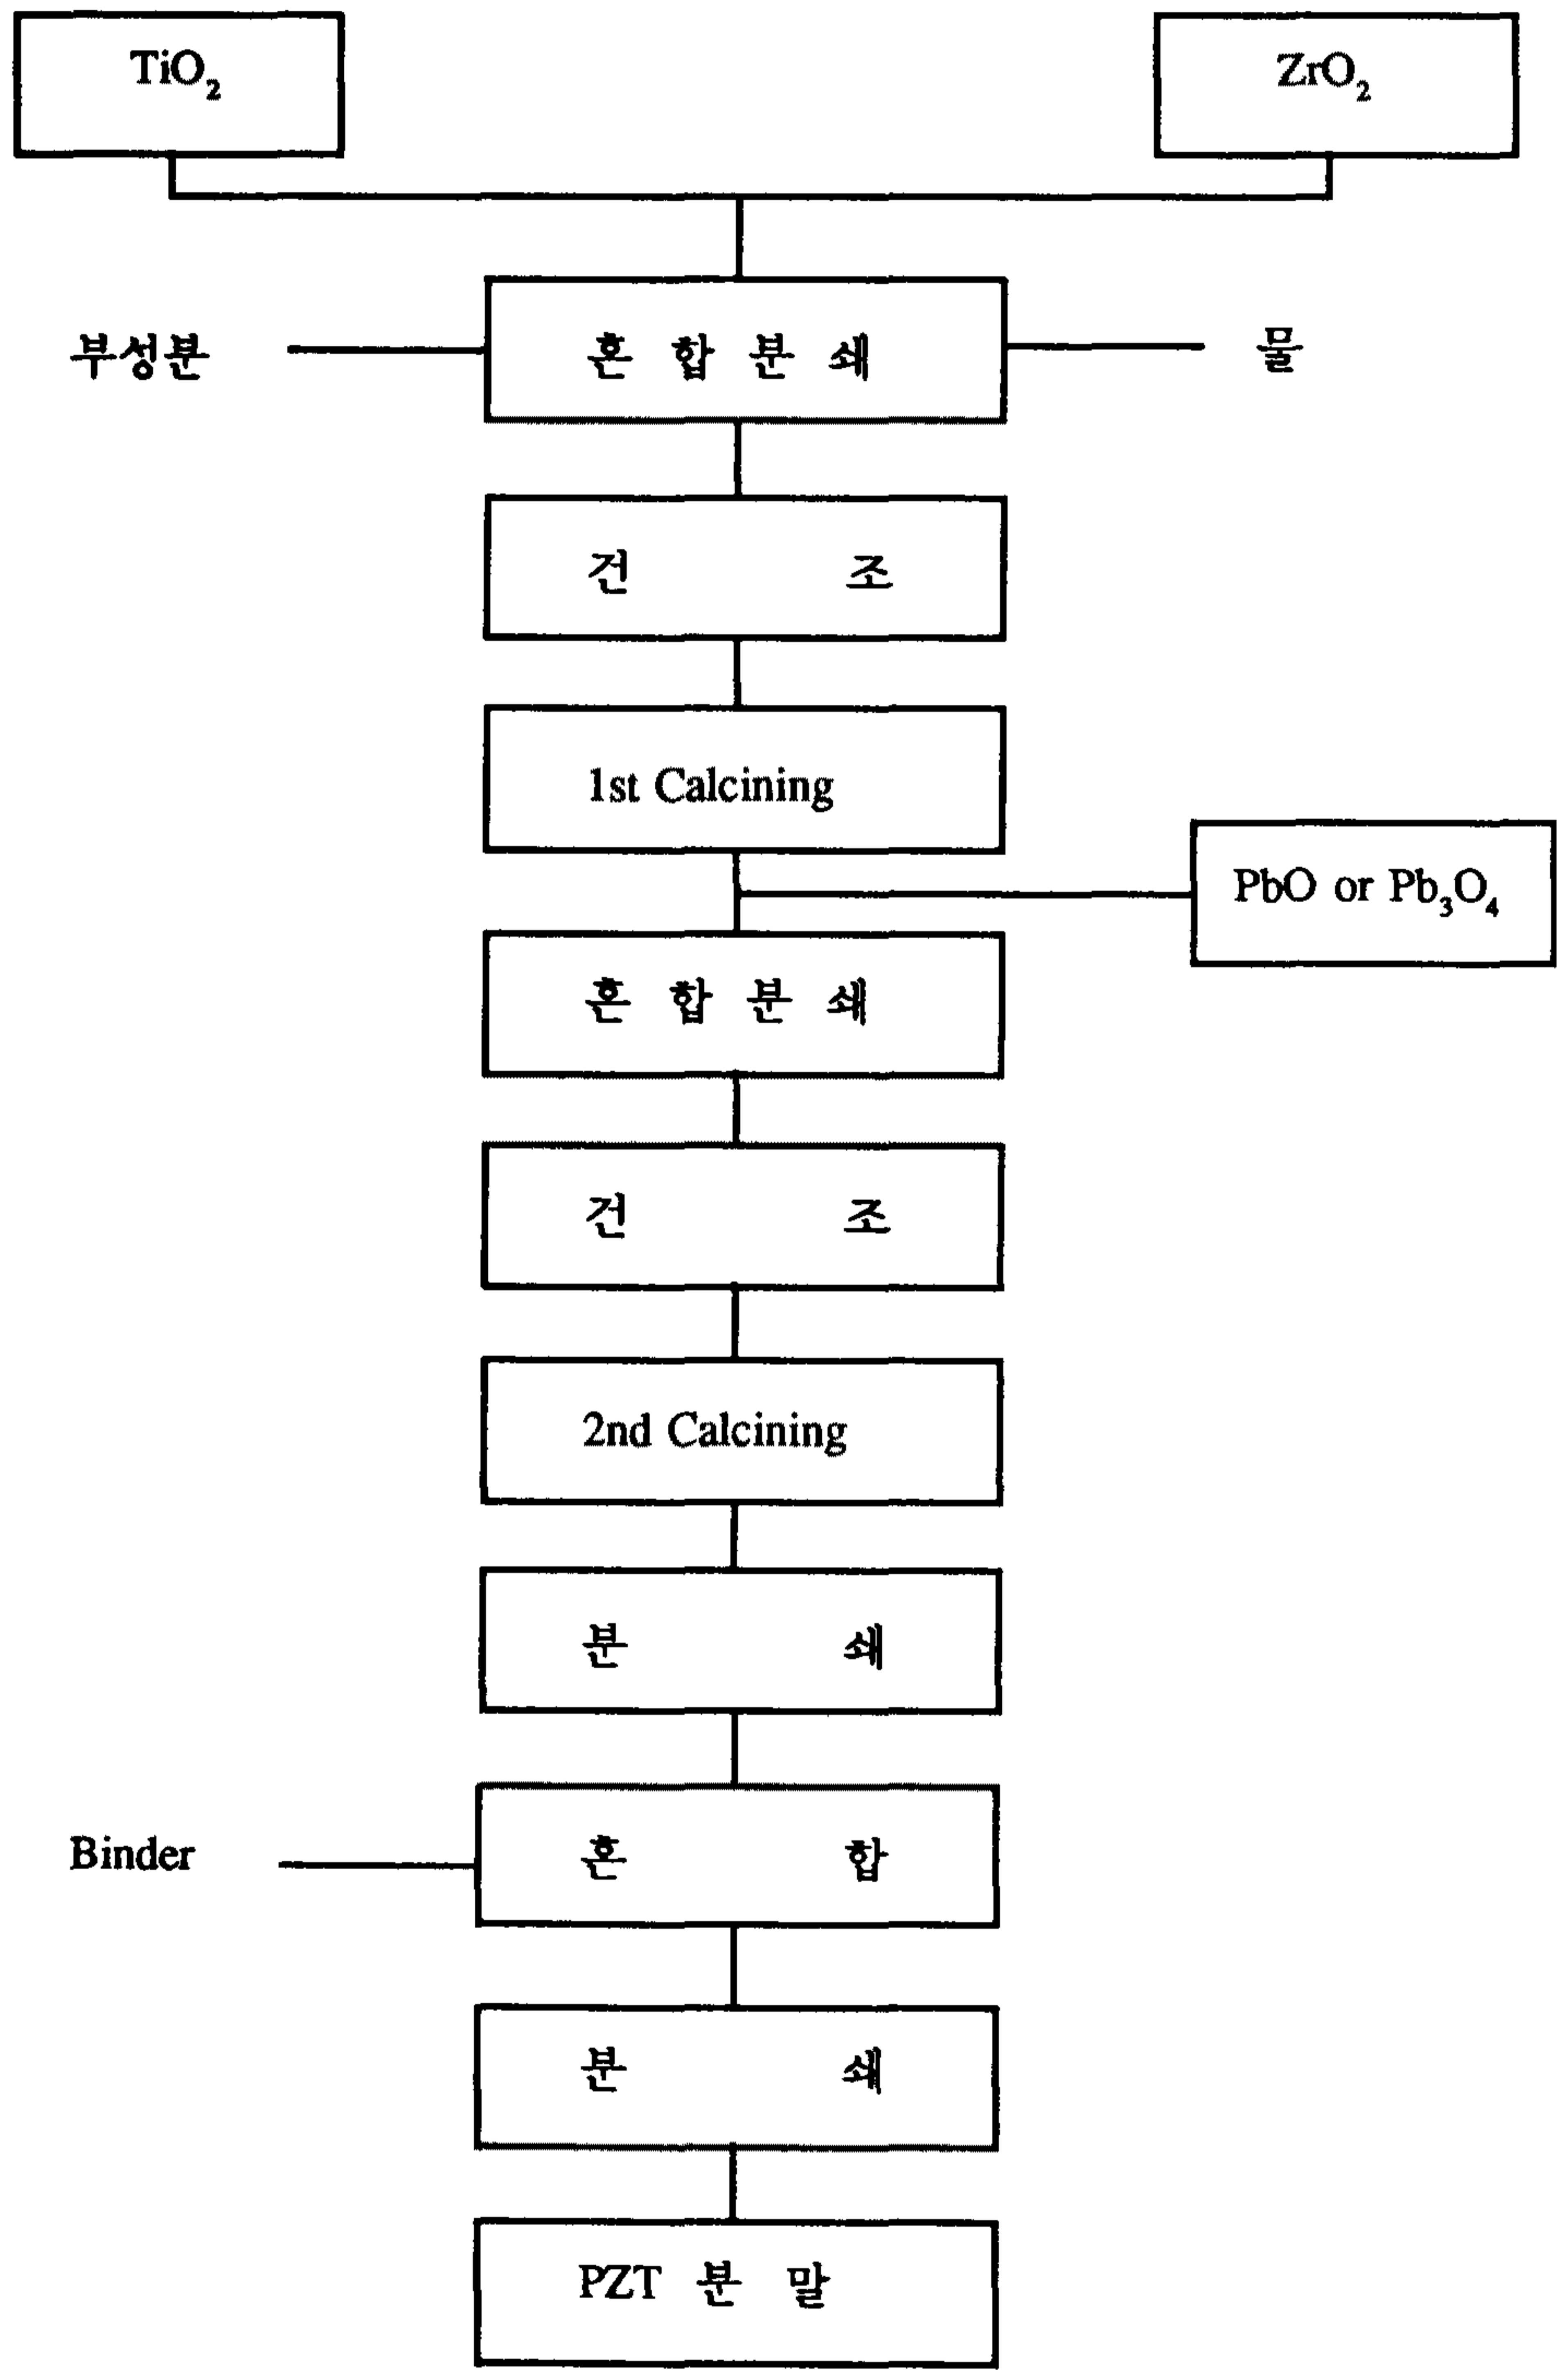 TiO₂
ZrO₂
부성분
혼 합 분 쇄
물
건 조
1st Calcining
PbO or Pb₃O₄
혼 합 분 쇄
건 조
2nd Calcining
분 쇄
Binder
혼 합
분 쇄
PZT 분 말